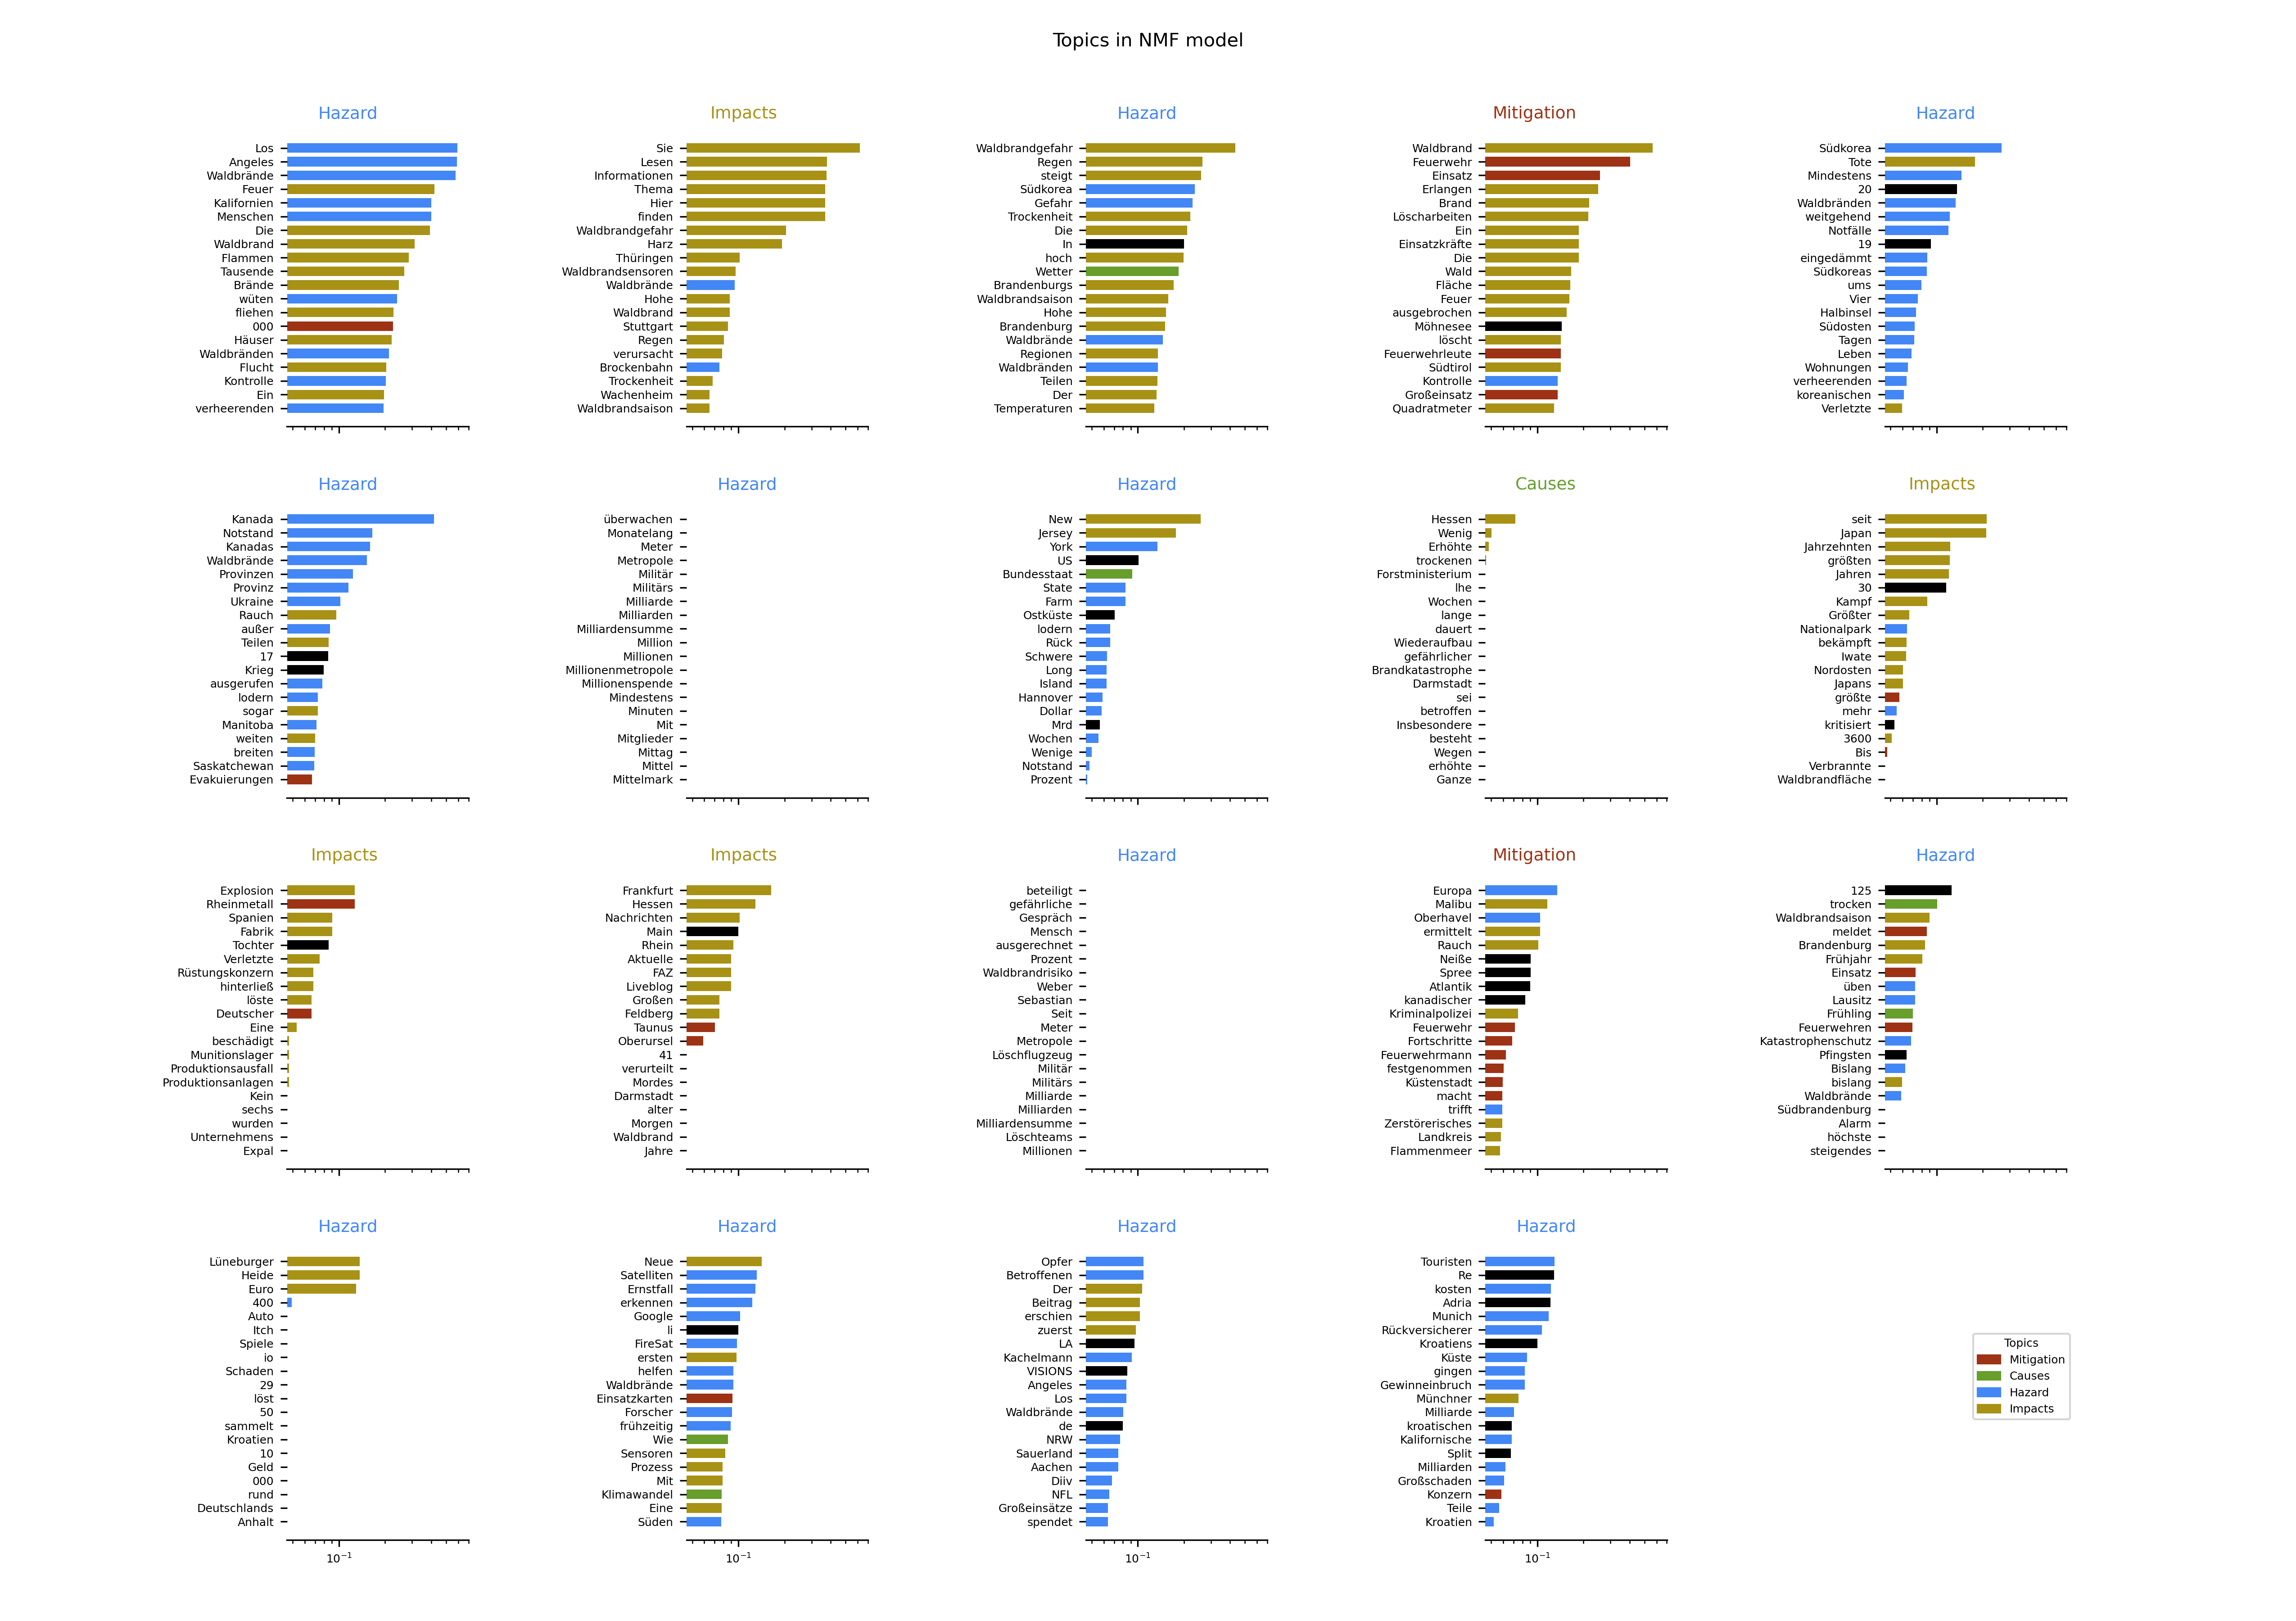 Topics in NMF model
Hazard
Los
Angeles
Waldbrände
Feuer
Kalifornien
Menschen
Die
Waldbrand
Flammen
Tausende
Brände
wüten
fliehen
000
Häuser
Waldbränden
Flucht
Kontrolle
Ein
verheerenden
Impacts
Sie
Lesen
Informationen
Thema
Hier
finden
Waldbrandgefahr
Harz
Thüringen
Waldbrandsensoren
Waldbrände
Hohe
Waldbrand
Stuttgart
Regen
verursacht
Brockenbahn
Trockenheit
Wachenheim
Waldbrandsaison
Hazard
Waldbrandgefahr
Regen
steigt
Südkorea
Gefahr
Trockenheit
Die
In
hoch
Wetter
Brandenburgs
Waldbrandsaison
Hohe
Brandenburg
Waldbrände
Regionen
Waldbränden
Teilen
Der
Temperaturen
Mitigation
Waldbrand
Feuerwehr
Einsatz
Erlangen
Brand
Löscharbeiten
Ein
Einsatzkräfte
Die
Wald
Fläche
Feuer
ausgebrochen
Möhnesee
löscht
Feuerwehrleute
Südtirol
Kontrolle
Großeinsatz
Quadratmeter
Hazard
Südkorea
Tote
Mindestens
20
Waldbränden
weitgehend
Notfälle
19
eingedämmt
Südkoreas
ums
Vier
Halbinsel
Südosten
Tagen
Leben
Wohnungen
verheerenden
koreanischen
Verletzte
Hazard
Kanada
Notstand
Kanadas
Waldbrände
Provinzen
Provinz
Ukraine
Rauch
außer
Teilen
17
Krieg
ausgerufen
lodern
sogar
Manitoba
weiten
breiten
Saskatchewan
Evakuierungen
Hazard
überwachen
Monatelang
Meter
Metropole
Militär
Militärs
Milliarde
Milliarden
Milliardensumme
Million
Millionen
Millionenmetropole
Millionenspende
Mindestens
Minuten
Mit
Mitglieder
Mittag
Mittel
Mittelmark
Hazard
New
Jersey
York
US
Bundesstaat
State
Farm
Ostküste
lodern
Rück
Schwere
Long
Island
Hannover
Dollar
Mrd
Wochen
Wenige
Notstand
Prozent
Causes
Hessen
Wenig
Erhöhte
trockenen
Forstministerium
lhe
Wochen
lange
dauert
Wiederaufbau
gefährlicher
Brandkatastrophe
Darmstadt
sei
betroffen
Insbesondere
besteht
Wegen
erhöhte
Ganze
Impacts
seit
Japan
Jahrzehnten
größten
Jahren
30
Kampf
Größter
Nationalpark
bekämpft
Iwate
Nordosten
Japans
größte
mehr
kritisiert
3600
Bis
Verbrannte
Waldbrandfläche
Impacts
Explosion
Rheinmetall
Spanien
Fabrik
Tochter
Verletzte
Rüstungskonzern
hinterließ
löste
Deutscher
Eine
beschädigt
Munitionslager
Produktionsausfall
Produktionsanlagen
Kein
sechs
wurden
Unternehmens
Expal
Impacts
Frankfurt
Hessen
Nachrichten
Main
Rhein
Aktuelle
FAZ
Liveblog
Großen
Feldberg
Taunus
Oberursel
41
verurteilt
Mordes
Darmstadt
alter
Morgen
Waldbrand
Jahre
Hazard
beteiligt
gefährliche
Gespräch
Mensch
ausgerechnet
Prozent
Waldbrandrisiko
Weber
Sebastian
Seit
Meter
Metropole
Löschflugzeug
Militär
Militärs
Milliarde
Milliarden
Milliardensumme
Löschteams
Millionen
Mitigation
Europa
Malibu
Oberhavel
ermittelt
Rauch
Neiße
Spree
Atlantik
kanadischer
Kriminalpolizei
Feuerwehr
Fortschritte
Feuerwehrmann
festgenommen
Küstenstadt
macht
trifft
Zerstörerisches
Landkreis
Flammenmeer
Hazard
125
trocken
Waldbrandsaison
meldet
Brandenburg
Frühjahr
Einsatz
üben
Lausitz
Frühling
Feuerwehren
Katastrophenschutz
Pfingsten
Bislang
bislang
Waldbrände
Südbrandenburg
Alarm
höchste
steigendes
Hazard
Lüneburger
Heide
Euro
400
Auto
Itch
Spiele
io
Schaden
29
löst
50
sammelt
Kroatien
10
Geld
000
rund
Deutschlands
Anhalt
10⁻¹
Hazard
Neue
Satelliten
Ernstfall
erkennen
Google
li
FireSat
ersten
helfen
Waldbrände
Einsatzkarten
Forscher
frühzeitig
Wie
Sensoren
Prozess
Mit
Klimawandel
Eine
Süden
10⁻¹
Hazard
Opfer
Betroffenen
Der
Beitrag
erschien
zuerst
LA
Kachelmann
VISIONS
Angeles
Los
Waldbrände
de
NRW
Sauerland
Aachen
Diiv
NFL
Großeinsätze
spendet
10⁻¹
Hazard
Touristen
Re
kosten
Adria
Munich
Rückversicherer
Kroatiens
Küste
gingen
Gewinneinbruch
Münchner
Milliarde
kroatischen
Kalifornische
Split
Milliarden
Großschaden
Konzern
Teile
Kroatien
10⁻¹
Topics
Mitigation
Causes
Hazard
Impacts